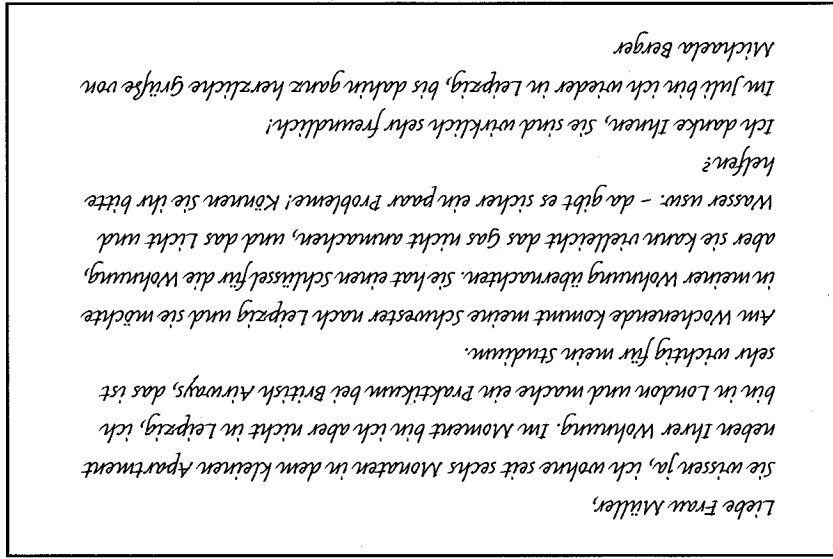 Liebe Frau Müller,
Sie wissen ja, ich wohne seit sechs Monaten in dem kleinen Apartment
neben Ihrer Wohnung. Im Moment bin ich aber nicht in Leipzig, ich
bin in London und mache ein Praktikum bei British Airways, das ist
sehr wichtig für mein Studium.
Am Wochenende kommt meine Schwester nach Leipzig und sie möchte
in meiner Wohnung übernachten. Sie hat einen Schlüssel für die Wohnung,
aber sie kann vielleicht das Gas nicht anmachen, und das Licht und
Wasser usw. – da gibt es sicher ein paar Probleme! Können Sie ihr bitte
helfen?
Ich danke Ihnen, Sie sind wirklich sehr freundlich!
Im Juli bin ich wieder in Leipzig, bis dahin ganz herzliche Grüße von
Michaela Berger